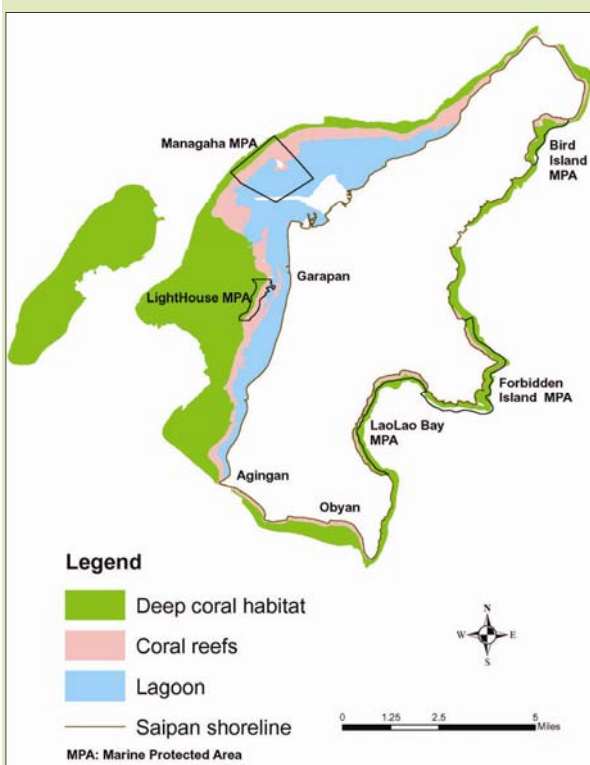 Managaha MPA
Bird
Island
MPA
Garapan
LightHouse MPA
Forbidden
Island MPA
LaoLao Bay
MPA
Agingan
Obyan
Legend
Deep coral habitat
Coral reefs
Lagoon
Saipan shoreline
MPA: Marine Protected Area
N
W
E
S
0 1.25 2.5 5
Miles